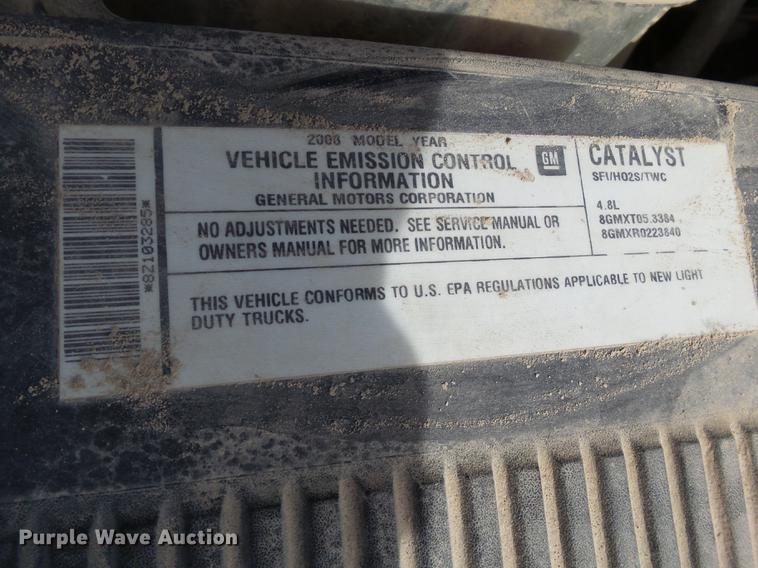 2008 MODEL YEAR
VEHICLE EMISSION CONTROL
INFORMATION
GENERAL MOTORS CORPORATION
GM
CATALYST
SFI/HO2S/TWC
4.8L
8GMXT05.3384
8GMXR0223840
NO ADJUSTMENTS NEEDED. SEE SERVICE MANUAL OR
OWNERS MANUAL FOR MORE INFORMATION.
THIS VEHICLE CONFORMS TO U.S. EPA REGULATIONS APPLICABLE TO NEW LIGHT
DUTY TRUCKS.
*82103285*
Purple Wave Auction